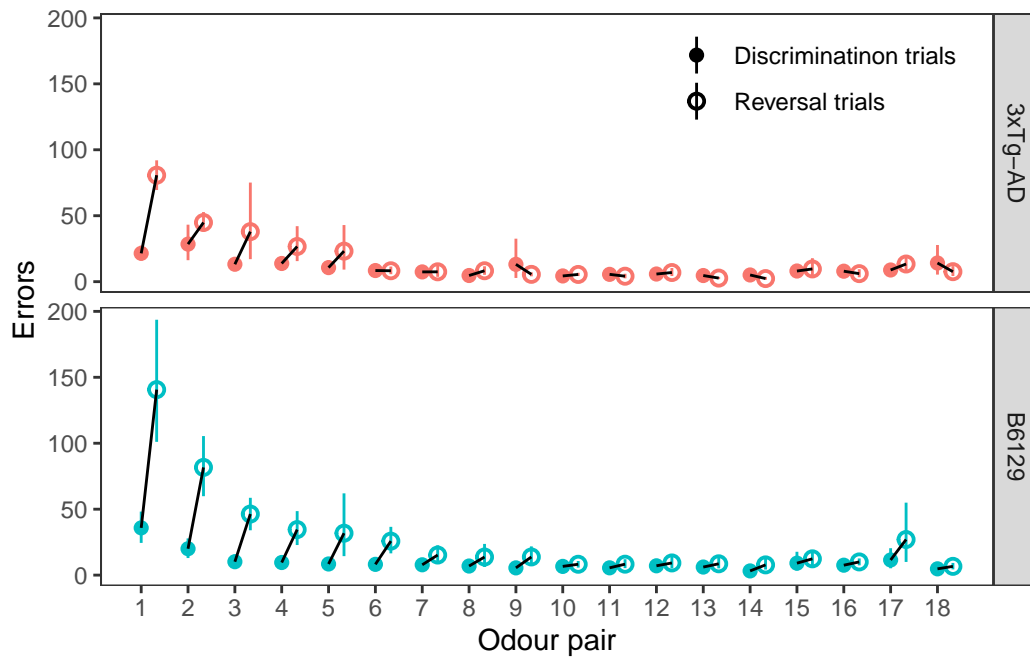 200
150
100
50
0
Discriminatinon trials
Reversal trials
3xTg−AD
200
150
100
50
0
B6129
Errors
1 2 3 4 5 6 7 8 9 10 11 12 13 14 15 16 17 18
Odour pair